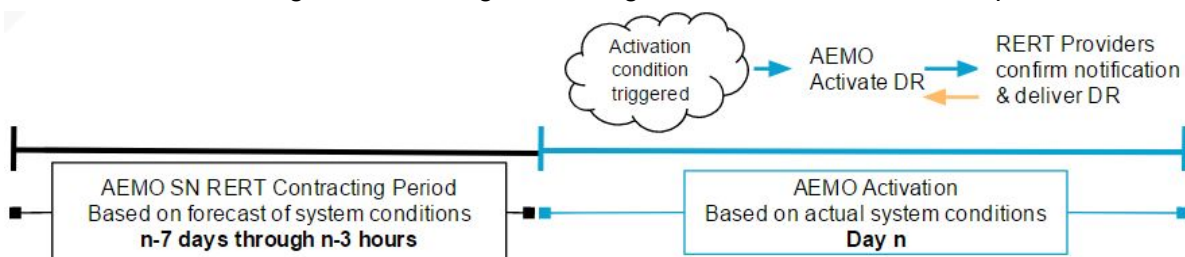 Activation
condition
triggered
AEMO
Activate DR
RERT Providers
confirm notification
& deliver DR
AEMO SN RERT Contracting Period
Based on forecast of system conditions
n-7 days through n-3 hours
AEMO Activation
Based on actual system conditions
Day n